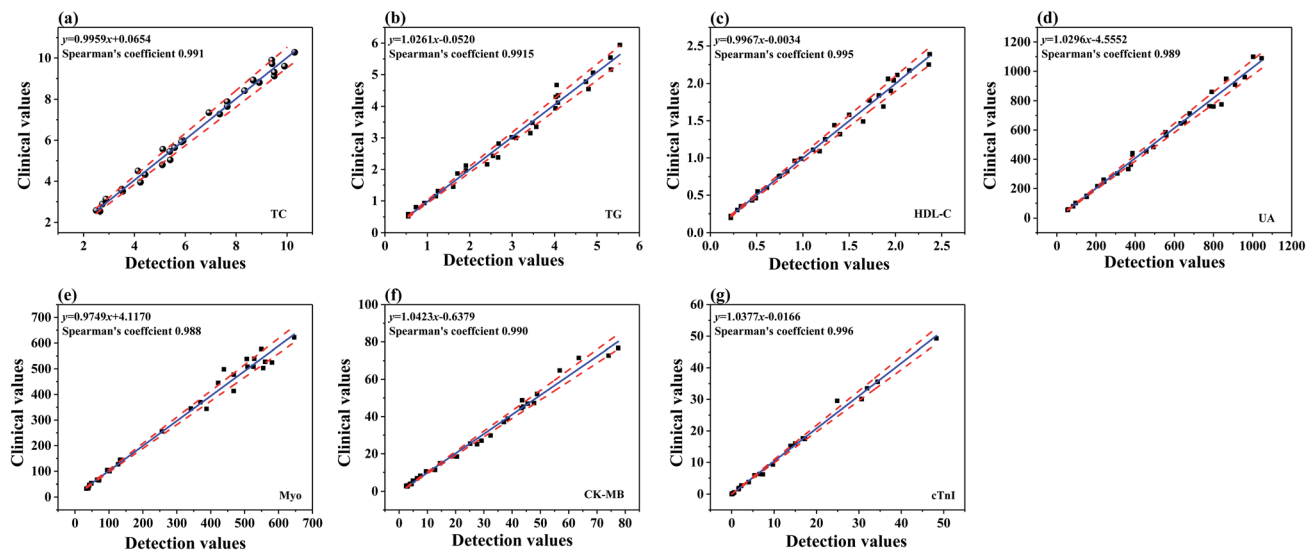 (a)
y=0.9959x+0.0654
Spearman's coefficient 0.991
Clinical values
10
8
6
4
2
2 4 6 8 10
TC
Detection values
(b)
y=1.0261x-0.0520
Spearman's coeffcient 0.9915
Clinical values
6
5
4
3
2
1
0
0 1 2 3 4 5 6
TG
Detection values
(c)
y=0.9967x-0.0034
Spearman's coeffcient 0.995
Clinical values
2.5
2.0
1.5
1.0
0.5
0.0
0.0 0.5 1.0 1.5 2.0 2.5
HDL-C
Detection values
(d)
y=1.0296x-4.5552
Spearman's coeffcient 0.989
Clinical values
1200
1000
800
600
400
200
0
0 200 400 600 800 1000 1200
UA
Detection values
(e)
y=0.9749x+4.1170
Spearman's coeffcient 0.988
Clinical values
700
600
500
400
300
200
100
0
0 100 200 300 400 500 600 700
Myo
Detection values
(f)
y=1.0423x-0.6379
Spearman's coeffcient 0.990
Clinical values
100
80
60
40
20
0
0 10 20 30 40 50 60 70 80
CK-MB
Detection values
(g)
y=1.0377x-0.0166
Spearman's coeffcient 0.996
Clinical values
60
50
40
30
20
10
0
0 10 20 30 40 50 60
cTnI
Detection values